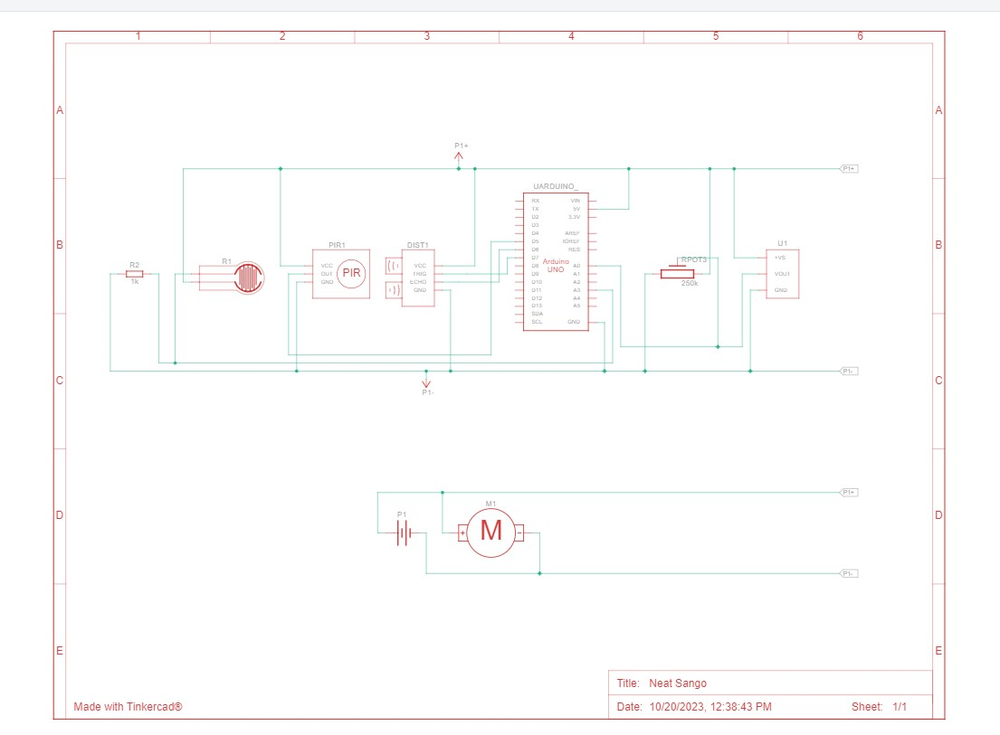 1 2 3 4 5 6
A A
P1+
P1+
UARDUINO_
RX VIN
TX 5V
D2 3.3V
D3
D4 AREF
D5 IOREF
D6 RES
D7
D8 A0
D9 A1
D10 A2
D11 A3
D12 A4
D13 A5
SDA
SCL GND
Arduino
UNO
B B
R2
1k
R1
PIR1
VCC
OUT
GND
PIR
DIST1
VCC
TRIG
ECHO
GND
RPOT3
250k
U1
+VS
VOUT
GND
C C
P1-
P1-
P1+
D D
P1
M1
+ M -
P1-
E E
Title: Neat Sango
Made with Tinkercad®
Date: 10/20/2023, 12:38:43 PM Sheet: 1/1